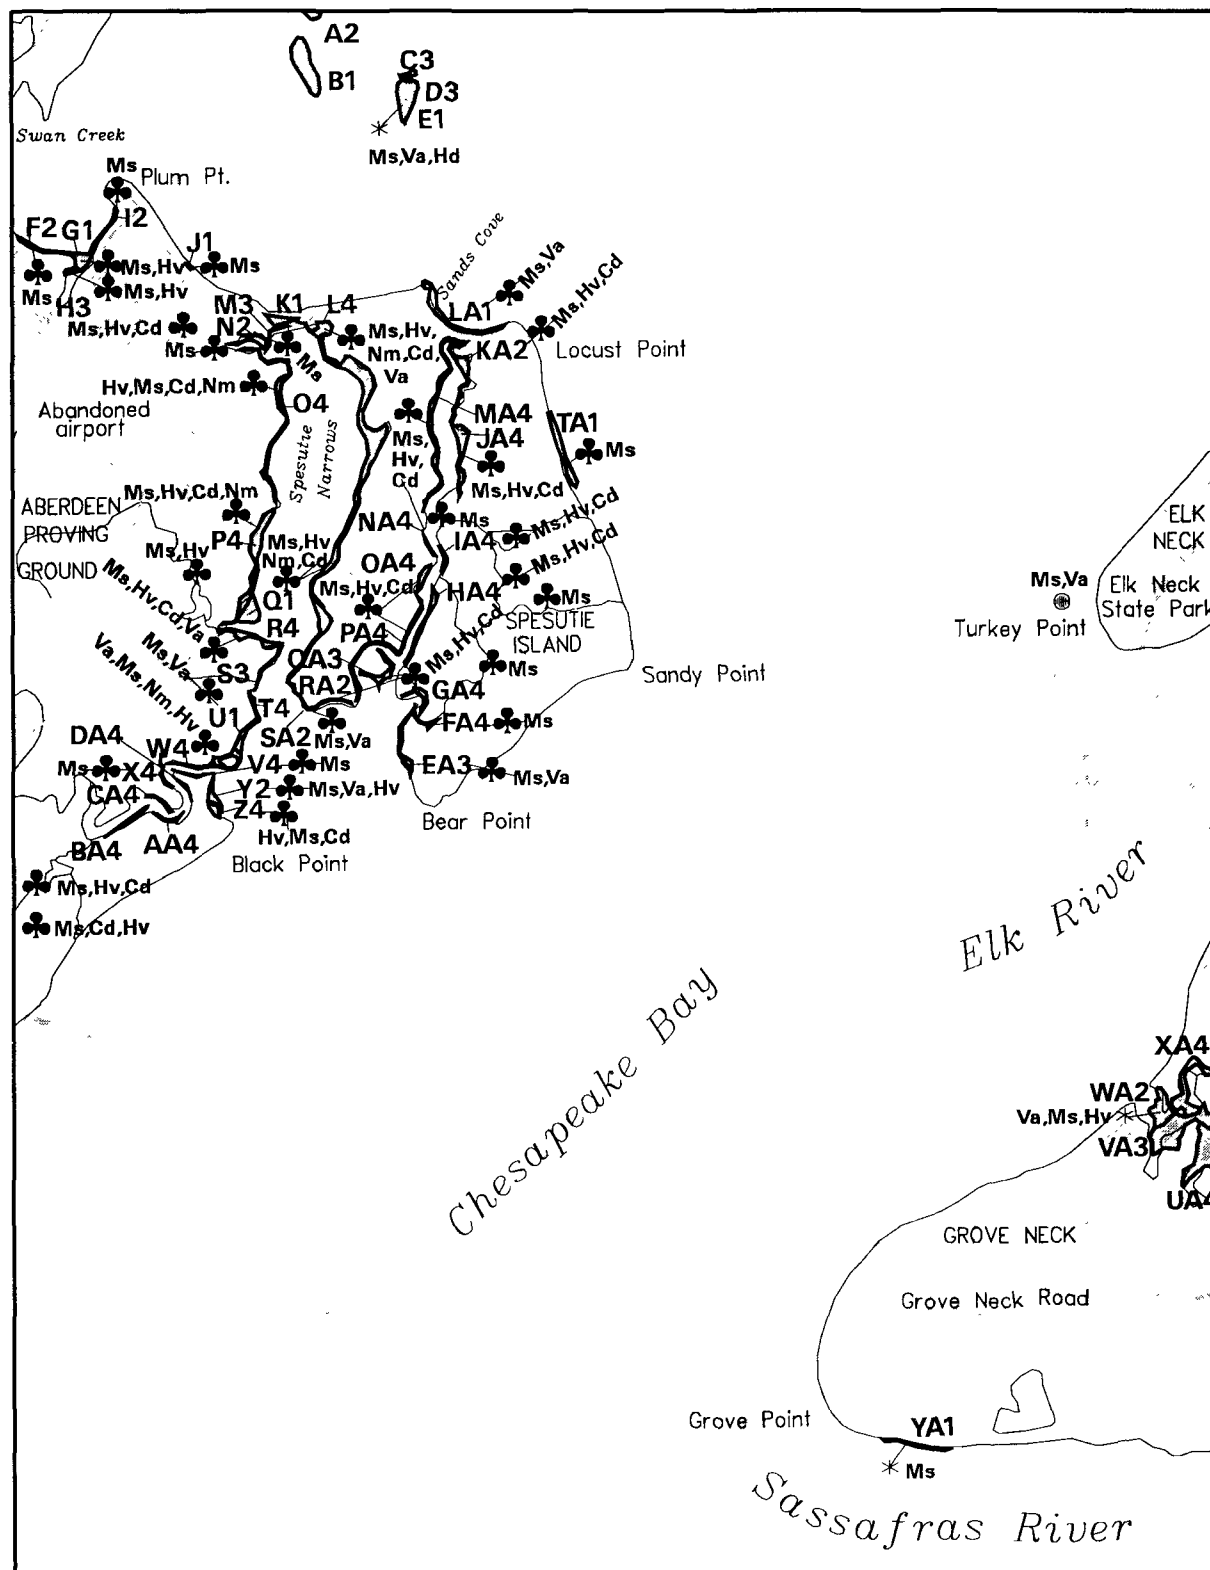 A2
C3
B1
D3
E1
Swan Creek
Ms,Va,Hd
Ms
Plum Pt.
I2
F2
G1
J1
Ms,Hv
Ms
Ms
Ms,Hv
H3
Sands Cove
Ms,Va
Ms,Hv,Cd
M3
K1
L4
LA1
Ms,Hv,Cd
N2
Ms,Hv,
Nm,Cd,
Va
Ms
Ms
KA2
Locust Point
Hv,Ms,Cd,Nm
O4
Abandoned
airport
MA4
TA1
Spesutie
Narrows
Ms,
Hv,
Cd
JA4
Ms
Ms,Hv,Cd,Nm
Ms,Hv,Cd
ABERDEEN
PROVING
GROUND
NA4
Ms
IA4
Ms,Hv,Cd
ELK
NECK
P4
Ms,Hv
Ms,Hv
Nm,Cd
OA4
Ms,Hv,Cd
Ms,Hv,Cd,Va
Ms,Hv,Cd
HA4
Ms
Ms,Va
Elk Neck
State Park
Q1
R4
PA4
Ms,Hv,Cd
SPESUTIE
ISLAND
Turkey Point
Ms,Va
Va,Ms,Nm,Hv
S3
QA3
RA2
GA4
Ms
Sandy Point
U1
T4
FA4
Ms
DA4
W4
SA2
Ms,Va
Ms
X4
V4
Ms
EA3
Ms,Va
CA4
Y2
Ms,Va,Hv
Z4
Bear Point
BA4
AA4
Hv,Ms,Cd
Black Point
Ms,Hv,Cd
Ms,Cd,Hv
Elk River
Chesapeake Bay
XA4
WA2
Va,Ms,Hv
VA3
UA4
GROVE NECK
Grove Neck Road
Grove Point
YA1
Ms
Sassafras River